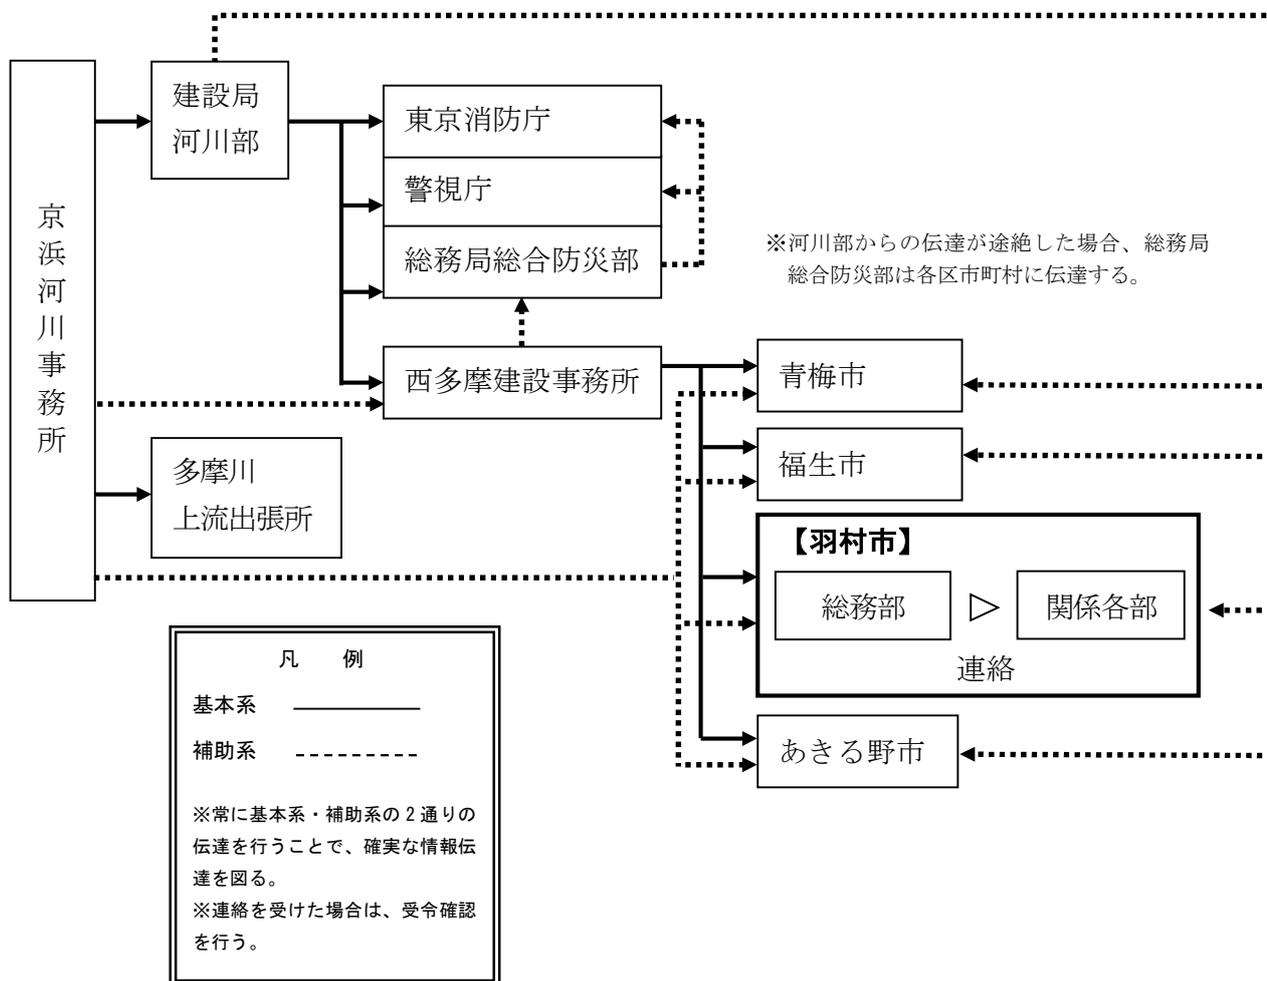 建設局
河川部
東京消防庁
警視庁
総務局総合防災部
京浜河川事務所
※河川部からの伝達が途絶した場合、総務局
総合防災部は各区市町村に伝達する。
西多摩建設事務所
青梅市
福生市
多摩川
上流出張所
【羽村市】
総務部
関係各部
連絡
あきる野市
凡 例
基本系
補助系
※常に基本系・補助系の2通りの
伝達を行うことで、確実な情報伝
達を図る。
※連絡を受けた場合は、受令確認
を行う。